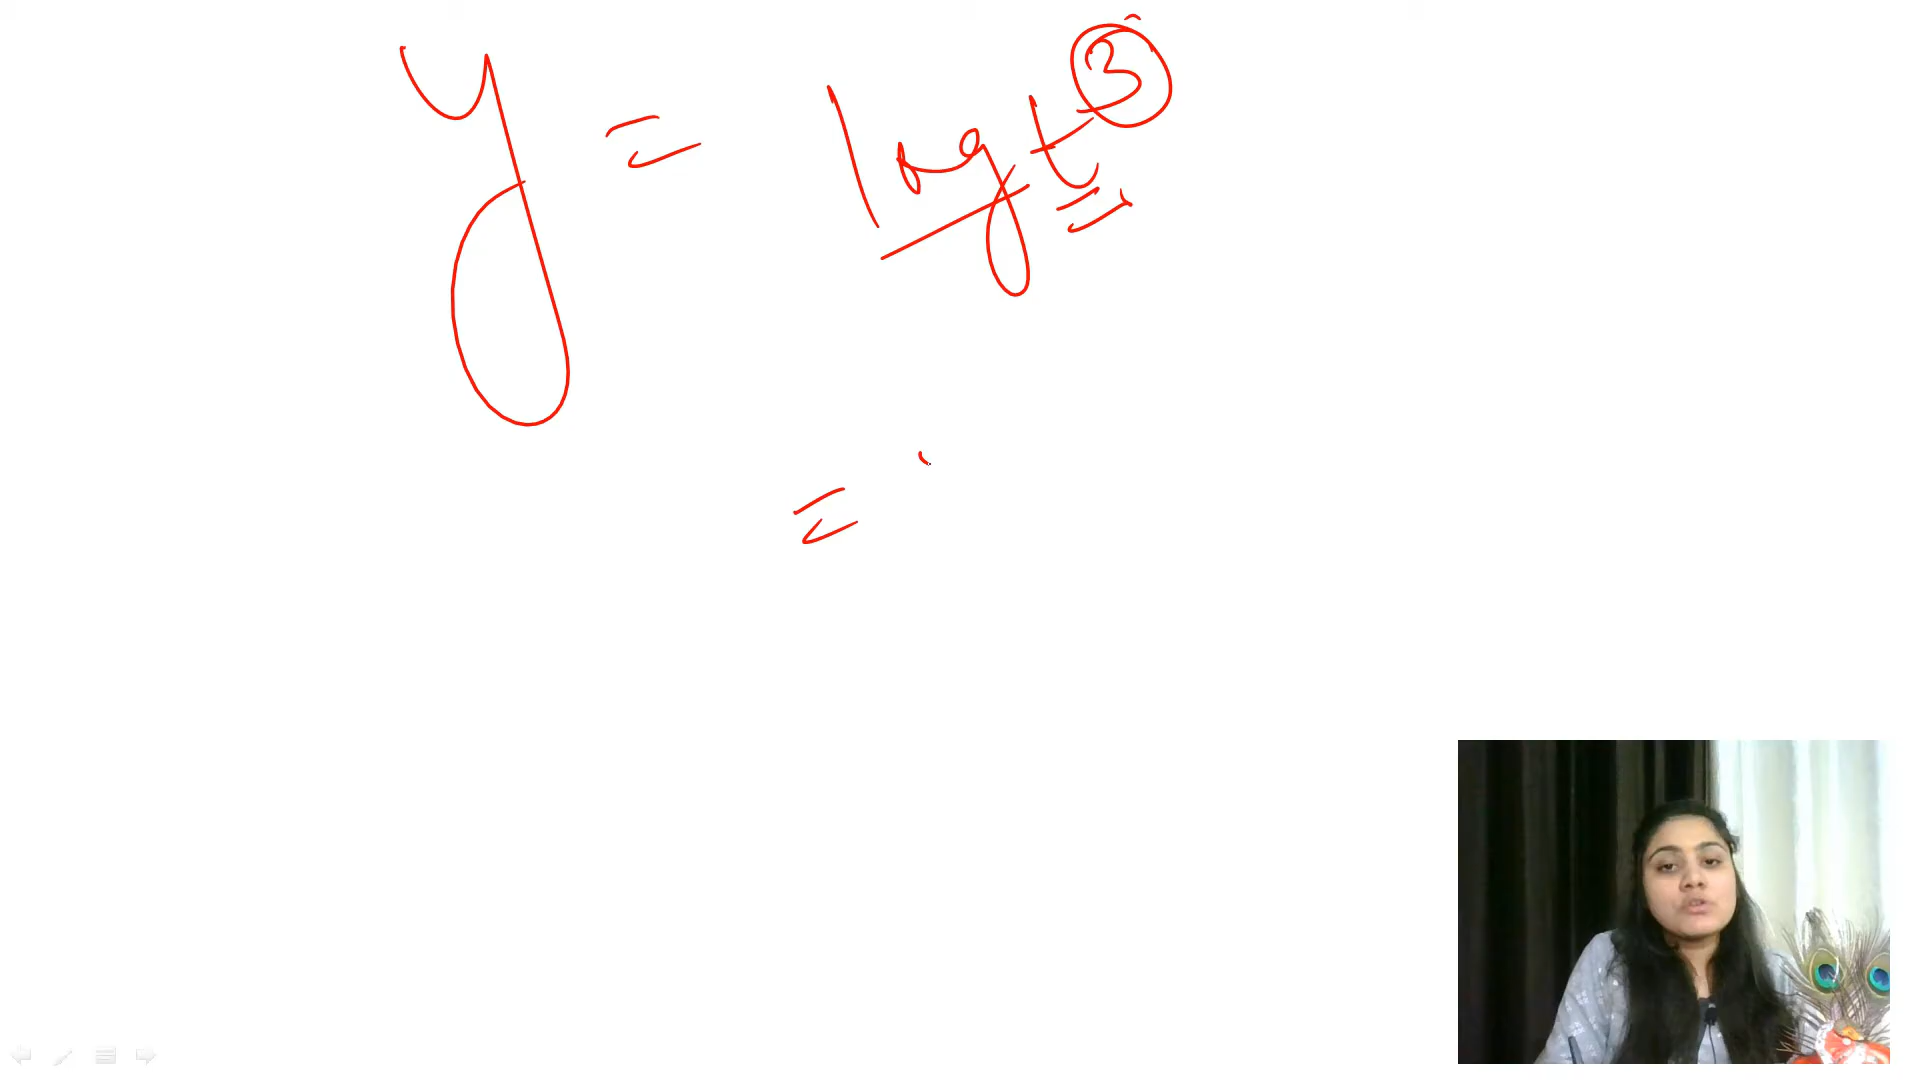 y = log t³
=